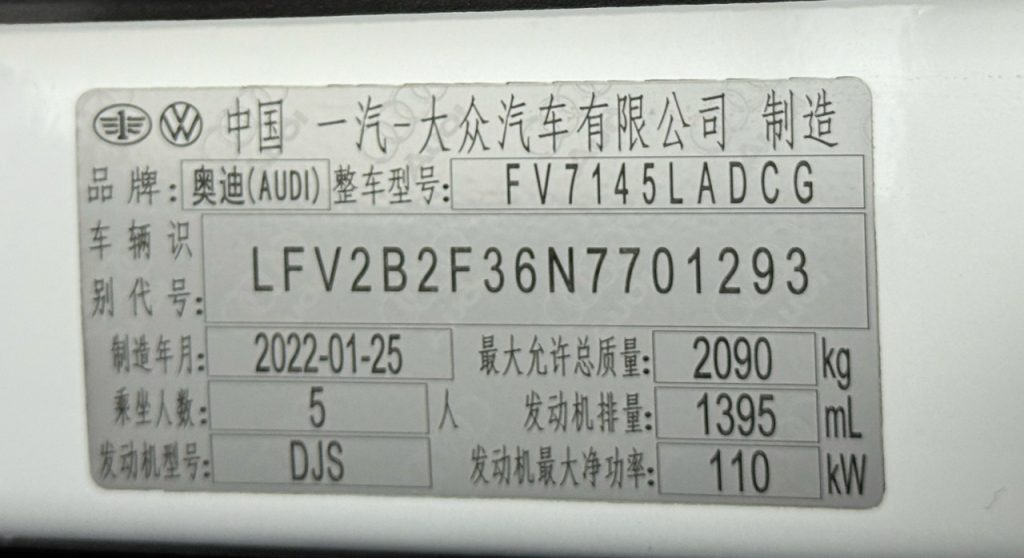 中国 一汽-大众汽车有限公司 制造
品牌: 奥迪(AUDI) 整车型号: FV7145LADCG
车辆识别代号: LFV2B2F36N7701293
制造年月: 2022-01-25 最大允许总质量: 2090 kg
乘坐人数: 5 人 发动机排量: 1395 mL
发动机型号: DJS 发动机最大净功率: 110 kW